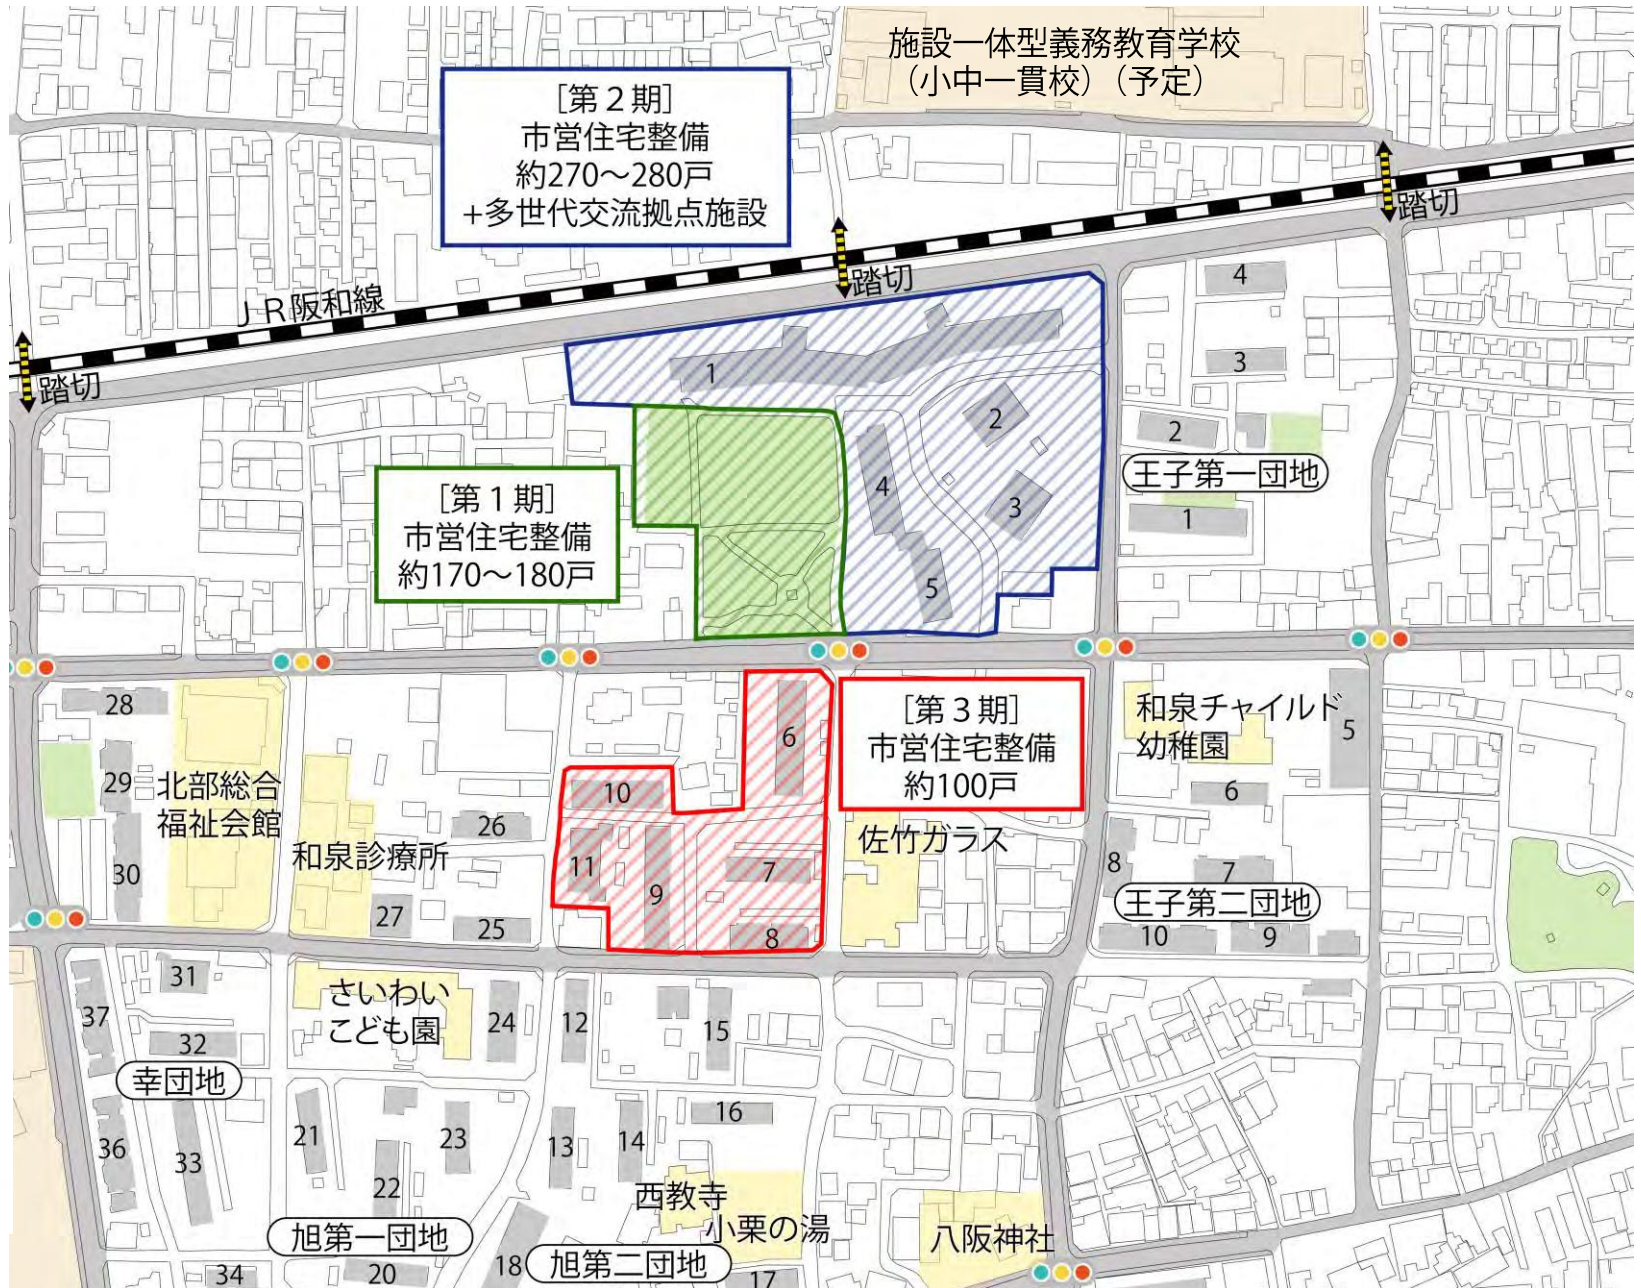 施設一体型義務教育学校
（小中一貫校）（予定）
［第２期］
市営住宅整備
約270～280戸
+多世代交流拠点施設
踏切
踏切
ＪＲ阪和線
踏切
4
3
2
王子第一団地
1
1
2
3
4
5
［第１期］
市営住宅整備
約170～180戸
28
29
30
北部総合
福祉会館
和泉診療所
26
27
25
10
11
9
6
7
8
［第３期］
市営住宅整備
約100戸
佐竹ガラス
和泉チャイルド
幼稚園
5
6
8
7
王子第二団地
10
9
31
37
32
幸団地
36
33
さいわい
こども園
24
12
15
21
23
22
13
14
16
西教寺
小栗の湯
八阪神社
旭第一団地
34
20
18
旭第二団地
17